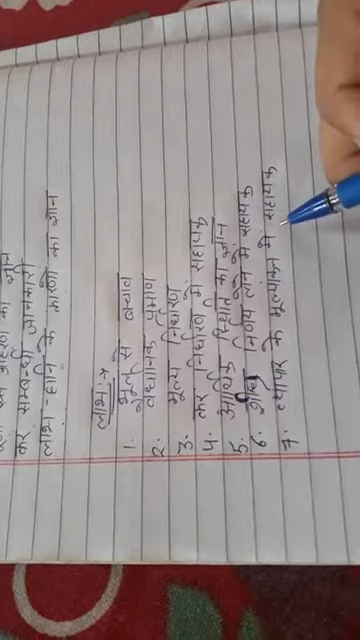 कर सम्बन्धी जानकारी
लाभ हानि के कारणों का ज्ञान
लाभ :→
1. भूल से बचाव
2. वैधानिक प्रमाण
3. मूल्य निर्धारण
4. कर निर्धारण में सहायक
5. आर्थिक स्थिति का ज्ञान
6. शीघ्र निर्णय लेने में सहायक
7. व्यापार के मूल्यांकन में सहायक